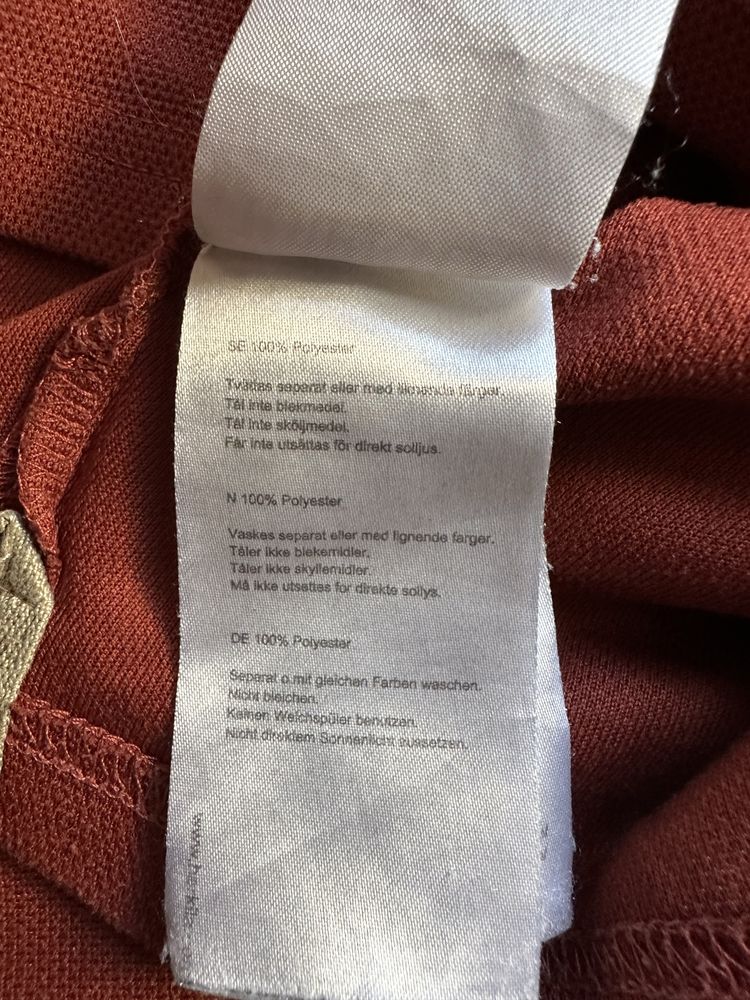 SE 100% Polyester
Tvättas separat eller med liknande färger.
Tål inte blekmedel.
Tål inte sköljmedel.
Får inte utsättas för direkt solljus.
N 100% Polyester
Vaskes separat eller med lignende farger.
Tåler ikke blekemidler.
Tåler ikke skyllemidler.
Må ikke utsettes for direkte sollys.
DE 100% Polyester
Separat o.mit gleichen Farben waschen.
Nicht bleichen.
Keinen Weichspüler benutzen.
Nicht direktem Sonnenlicht aussetzen.